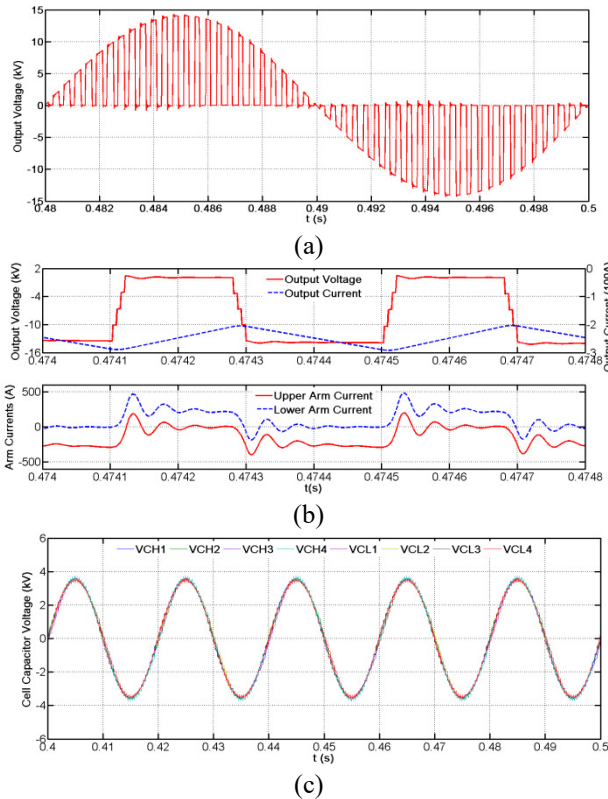 15
10
5
0
-5
-10
-15
Output Voltage (kV)
0.48 0.482 0.484 0.486 0.488 0.49 0.492 0.494 0.496 0.498 0.5
t (s)
(a)
2
-4
-10
-16
Output Voltage (kV)
Output Voltage
Output Current
0
-1
-2
-3
Output Current (100A)
0.474 0.4741 0.4742 0.4743 0.4744 0.4745 0.4746 0.4747 0.4748
500
0
-500
Arm Currents (A)
Upper Arm Current
Lower Arm Current
0.474 0.4741 0.4742 0.4743 0.4744 0.4745 0.4746 0.4747 0.4748
t(s)
(b)
6
4
2
0
-2
-4
-6
Cell Capacitor Voltage (kV)
VCH1 VCH2 VCH3 VCH4 VCL1 VCL2 VCL3 VCL4
0.4 0.41 0.42 0.43 0.44 0.45 0.46 0.47 0.48 0.49 0.5
t (s)
(c)